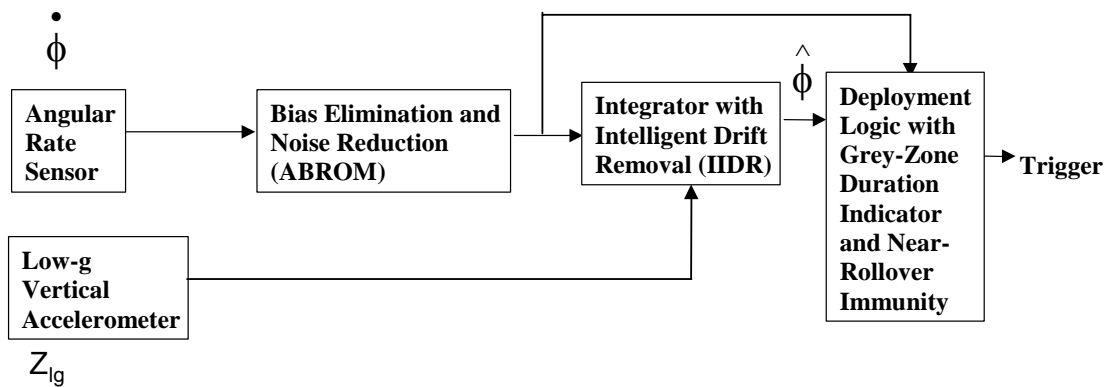 ϕ̇
Angular
Rate
Sensor
Bias Elimination and
Noise Reduction
(ABROM)
Integrator with
Intelligent Drift
Removal (IIDR)
ϕ̂
Deployment
Logic with
Grey-Zone
Duration
Indicator
and Near-
Rollover
Immunity
Trigger
Low-g
Vertical
Accelerometer
Zlg